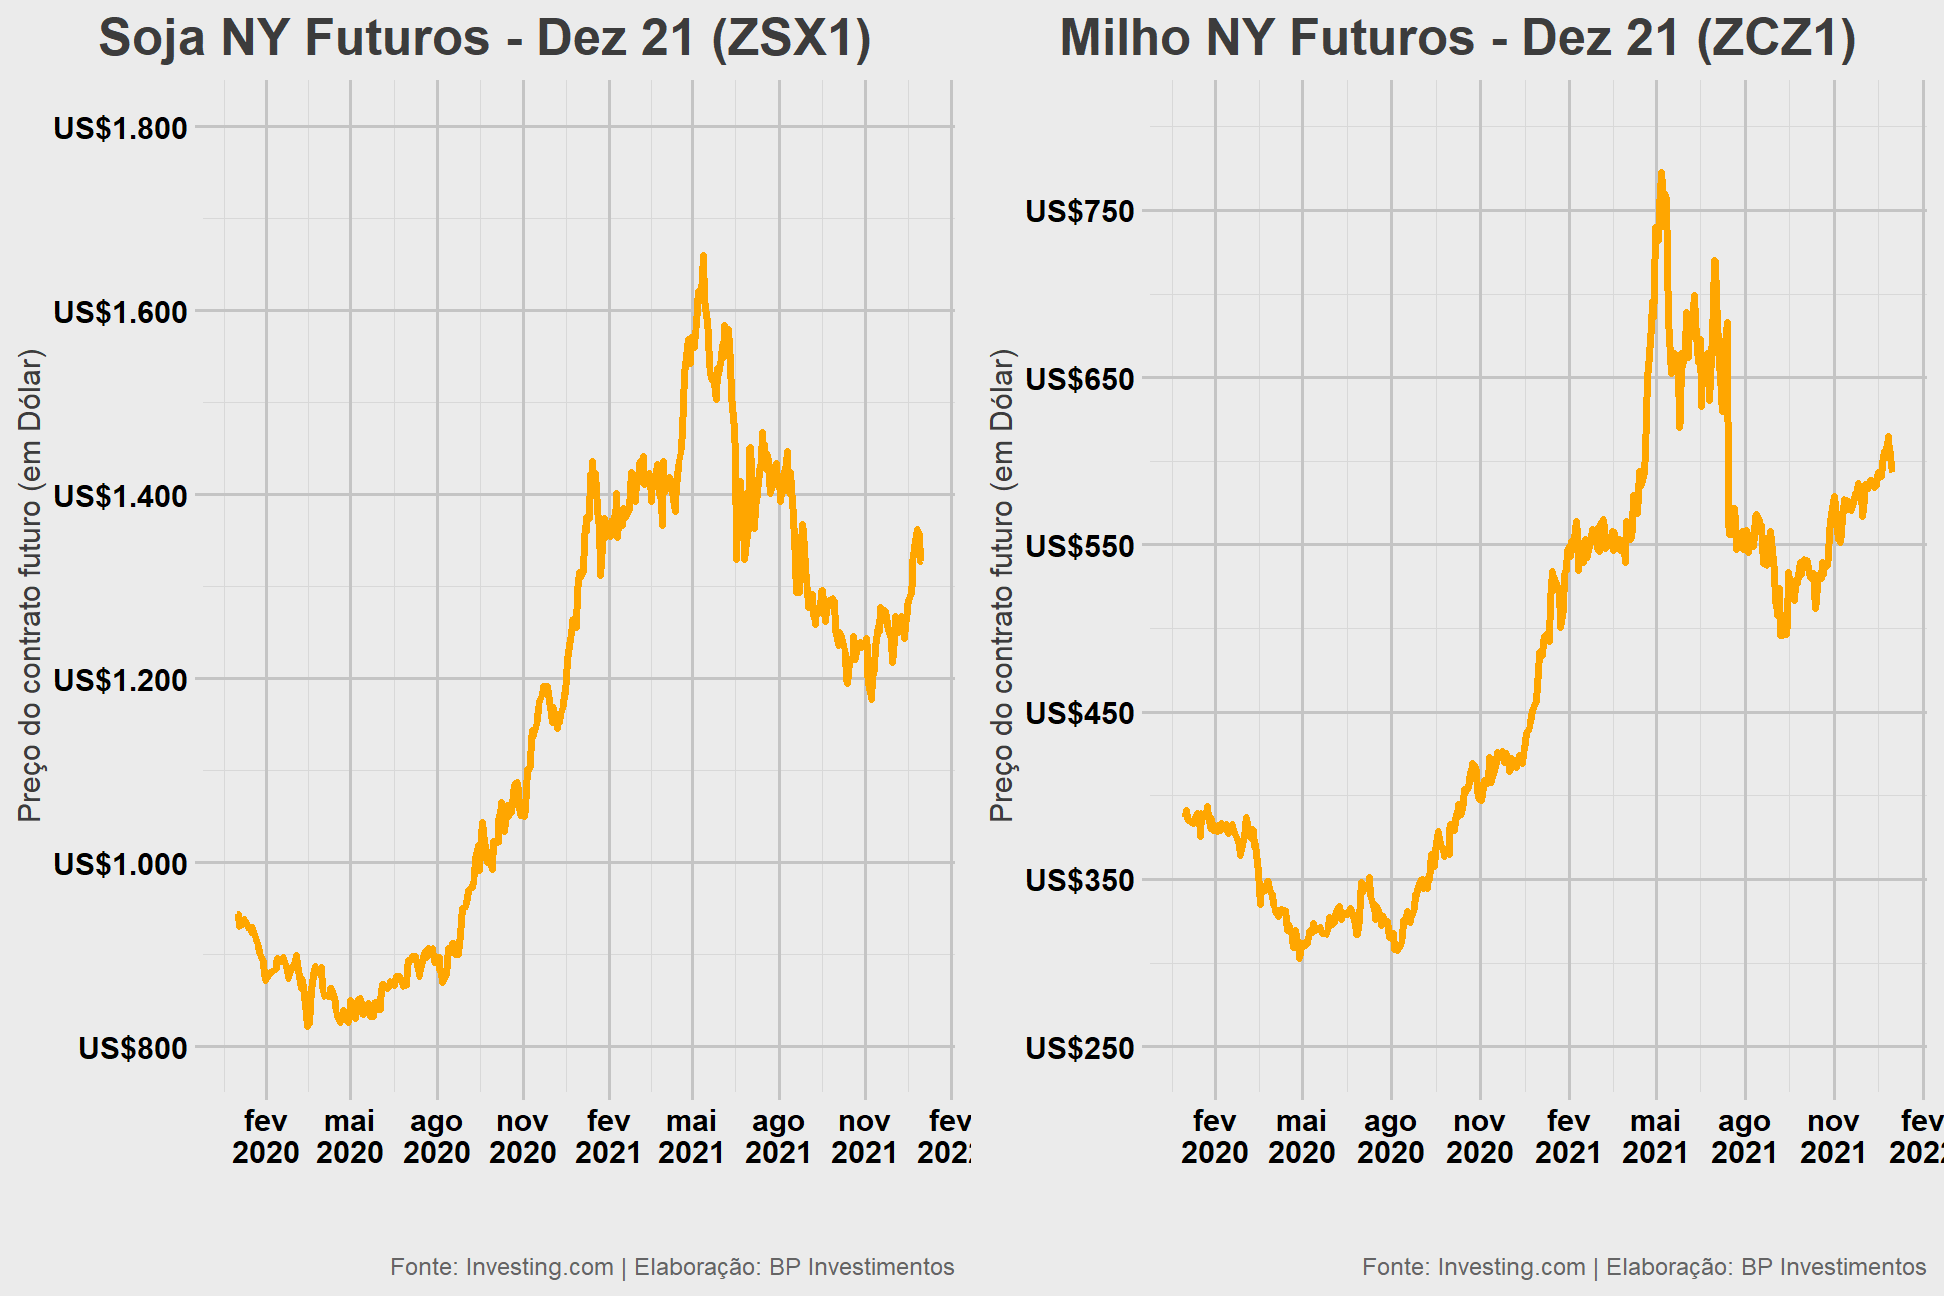 Soja NY Futuros - Dez 21 (ZSX1)
Preço do contrato futuro (em Dólar)
US$1.800
US$1.600
US$1.400
US$1.200
US$1.000
US$800
fev mai ago nov fev mai ago nov fev
2020 2020 2020 2020 2021 2021 2021 2021 2022
Fonte: Investing.com | Elaboração: BP Investimentos
Milho NY Futuros - Dez 21 (ZCZ1)
Preço do contrato futuro (em Dólar)
US$750
US$650
US$550
US$450
US$350
US$250
fev mai ago nov fev mai ago nov fev
2020 2020 2020 2020 2021 2021 2021 2021 2022
Fonte: Investing.com | Elaboração: BP Investimentos